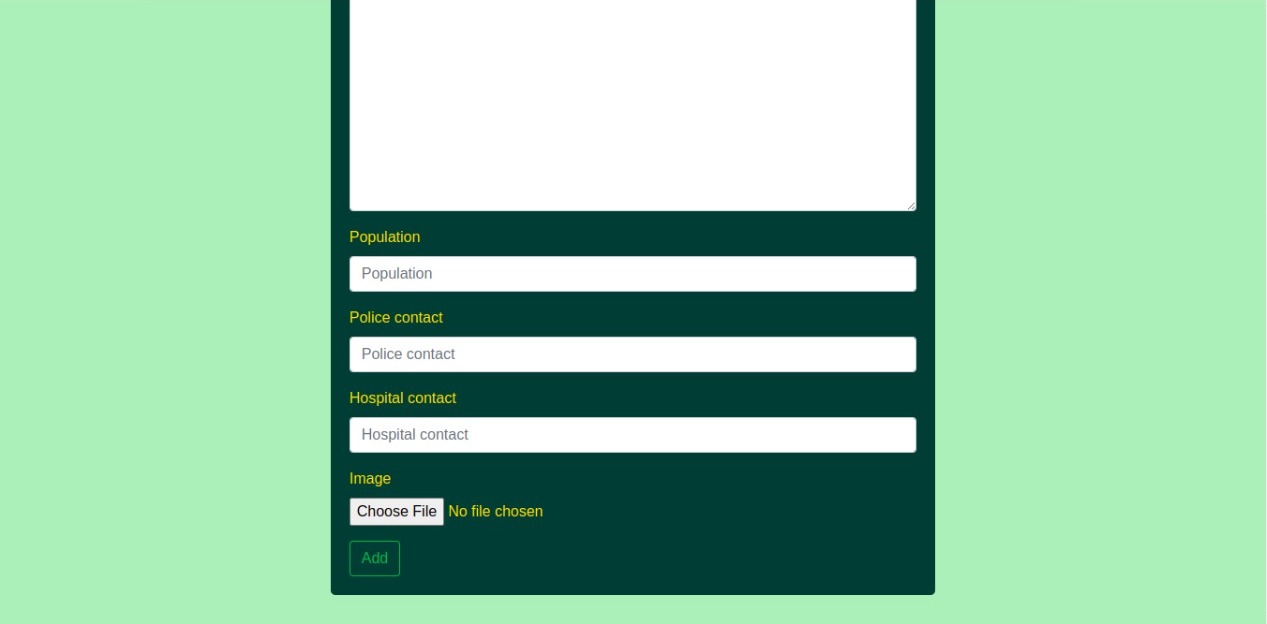 Population
Population
Police contact
Police contact
Hospital contact
Hospital contact
Image
Choose File No file chosen
Add